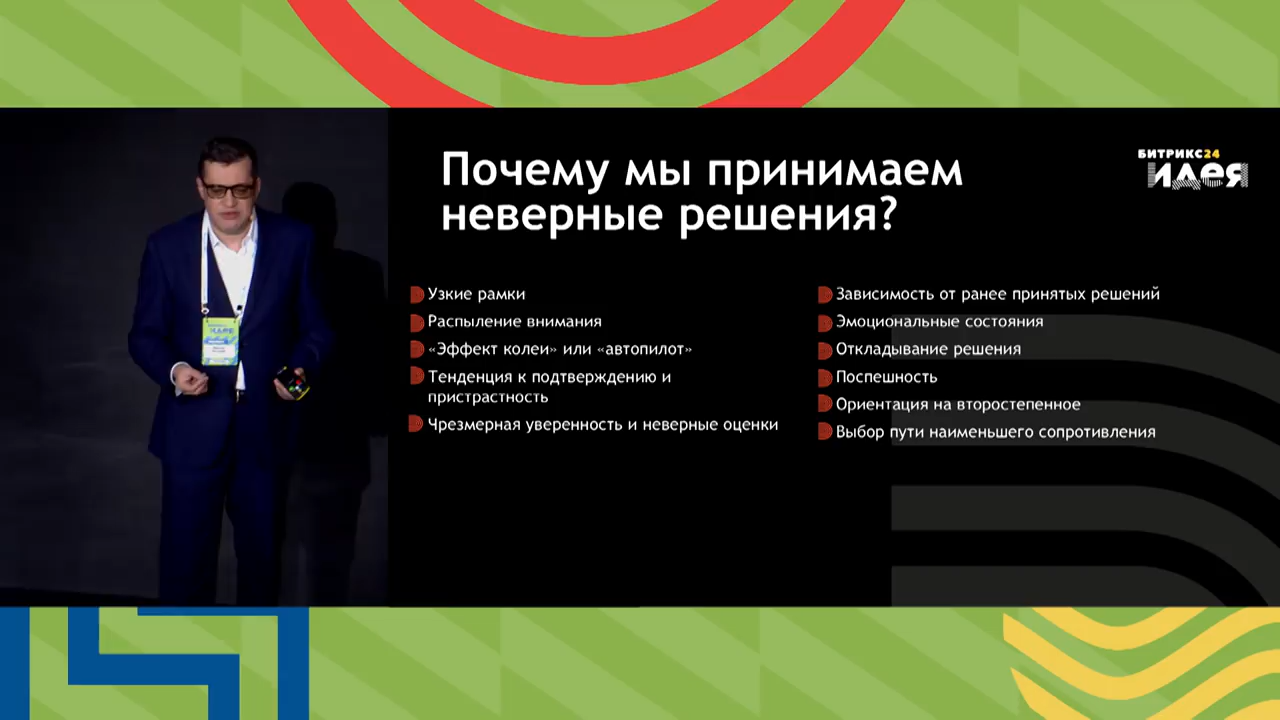 Почему мы принимаем
неверные решения?
БИТРИКС24
идея
Узкие рамки
Распыление внимания
«Эффект колеи» или «автопилот»
Тенденция к подтверждению и
пристрастность
Чрезмерная уверенность и неверные оценки
Зависимость от ранее принятых решений
Эмоциональные состояния
Откладывание решения
Поспешность
Ориентация на второстепенное
Выбор пути наименьшего сопротивления